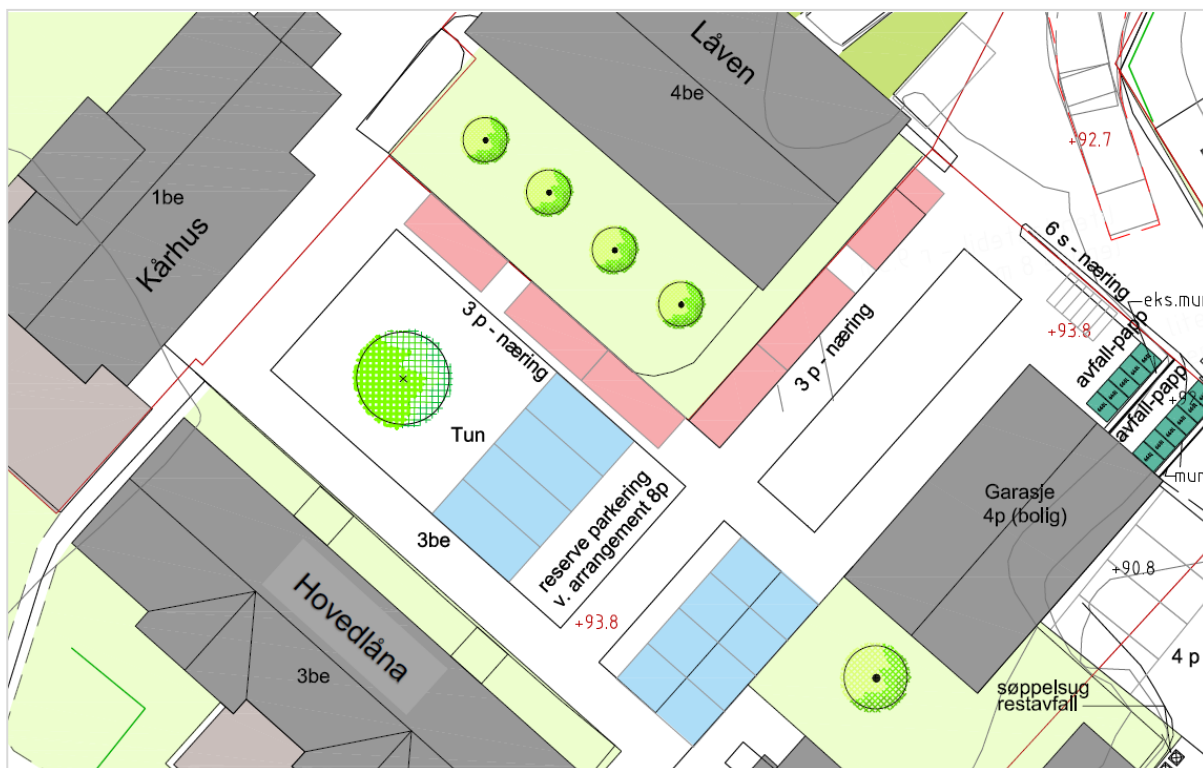 Låven
4be
+92.7
1be
Kårhus
6 s - næring
eks.mur
+93.8
avfall-papp
3 p - næring
3 p - næring
avfall-papp
Tun
reserve parkering
v. arrangement 8p
Garasje
4p (bolig)
mur
3be
+90.8
Hovedlåna
+93.8
3be
4 p
søppelsug
restavfall